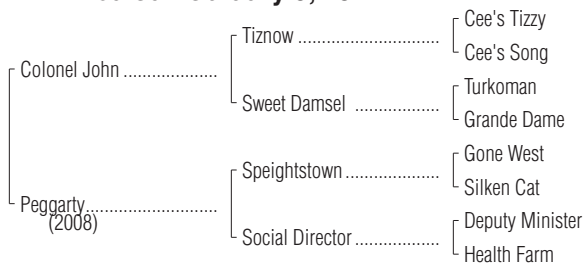 Cee's Tizzy
Tiznow ........................................
Cee's Song
Colonel John ....................
Turkoman
Sweet Damsel ..................
Grande Dame
Gone West
Speightstown....................
Silken Cat
Peggarty............................
(2008)
Deputy Minister
Social Director..................
Health Farm